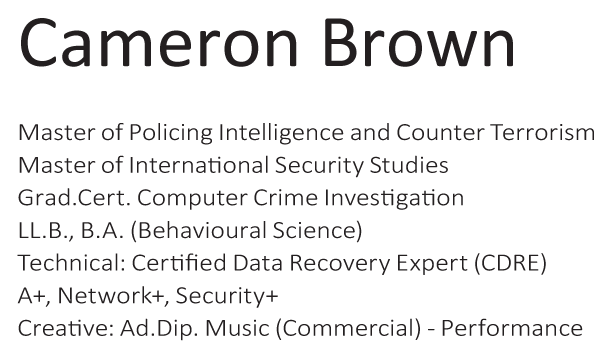 Cameron Brown
Master of Policing Intelligence and Counter Terrorism
Master of International Security Studies
Grad.Cert. Computer Crime Investigation
LL.B., B.A. (Behavioural Science)
Technical: Certified Data Recovery Expert (CDRE)
A+, Network+, Security+
Creative: Ad.Dip. Music (Commercial) - Performance